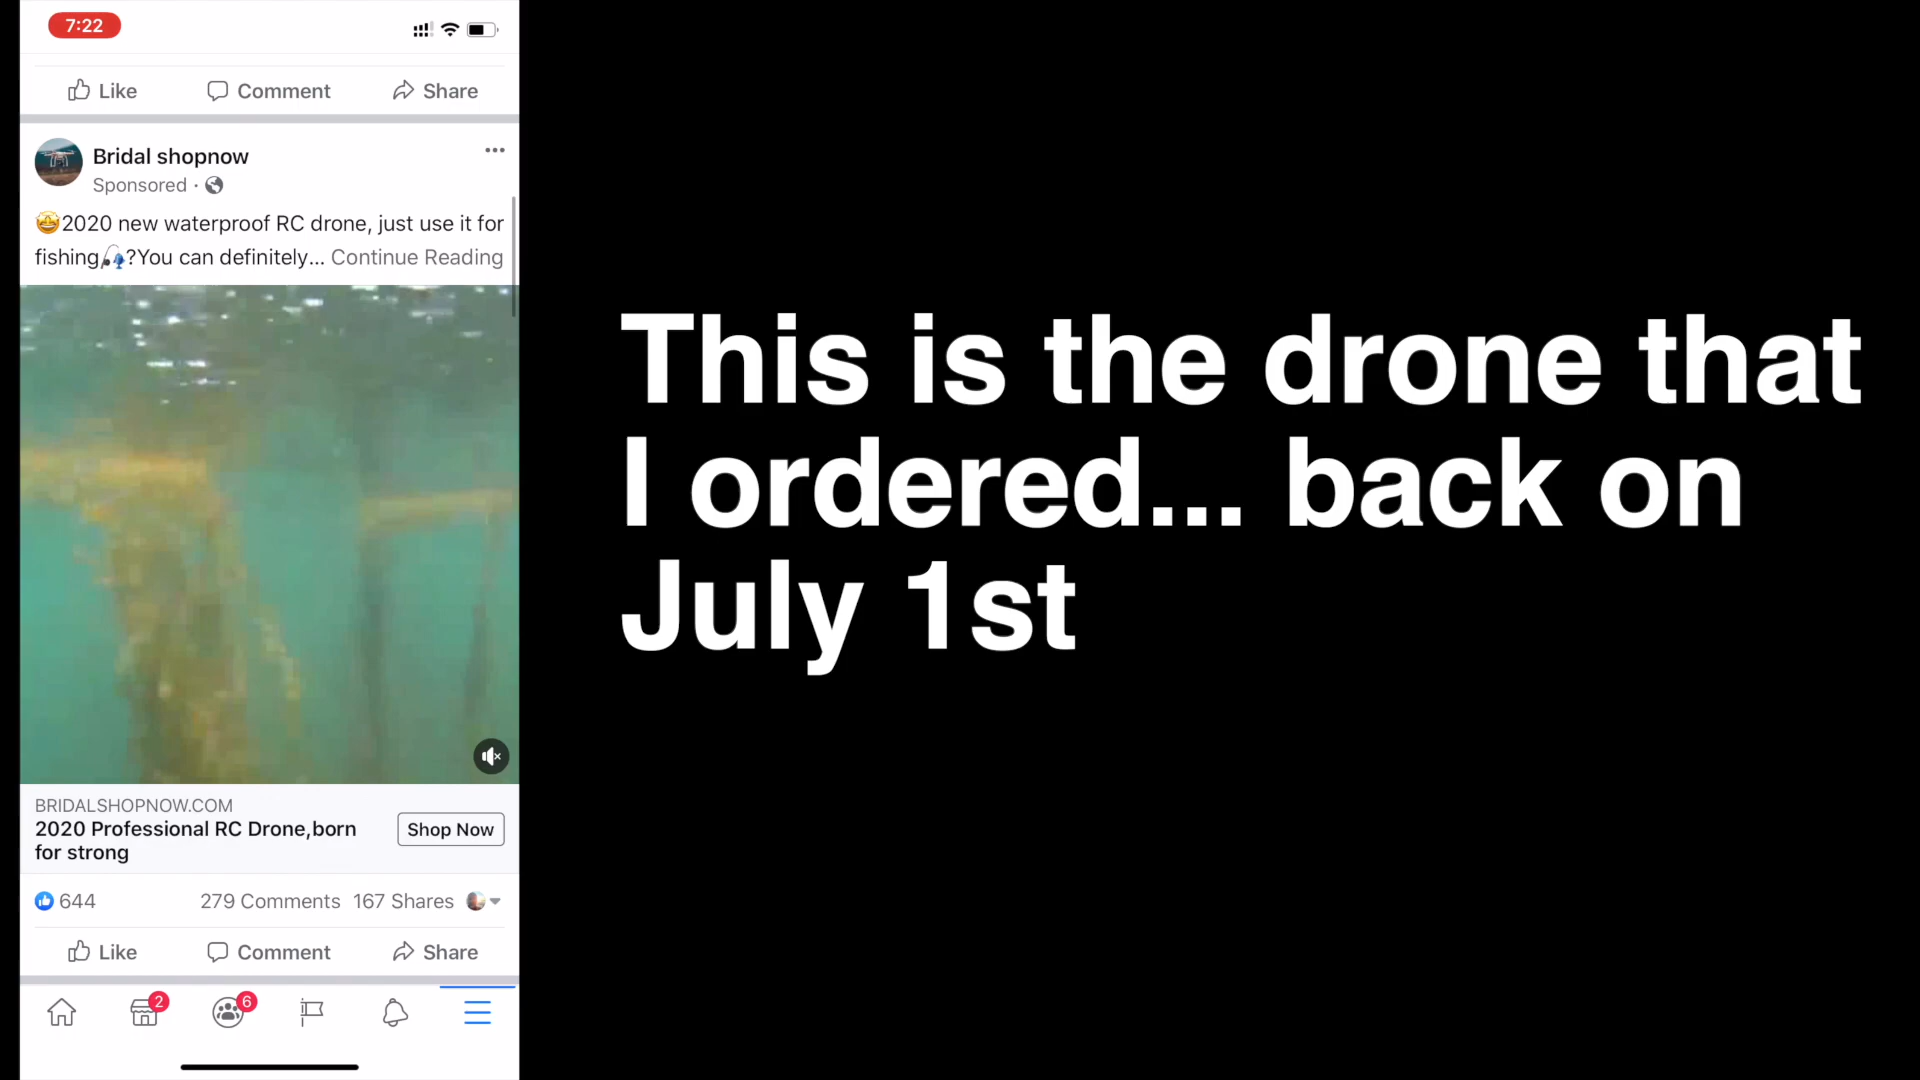 7:22
Like
Comment
Share
Bridal shopnow
Sponsored ·
🤩2020 new waterproof RC drone, just use it for
fishing🎣?You can definitely... Continue Reading
BRIDALSHOPNOW.COM
2020 Professional RC Drone,born
for strong
Shop Now
644
279 Comments
167 Shares
Like
Comment
Share
2
6
This is the drone that
I ordered... back on
July 1st